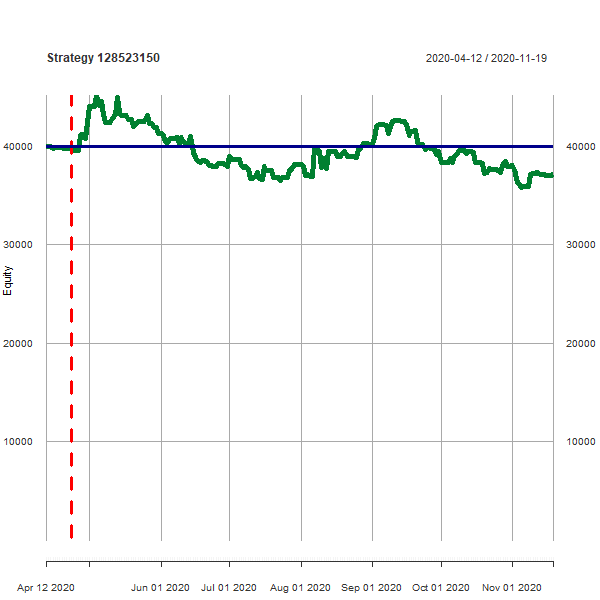 Strategy 128523150
2020-04-12 / 2020-11-19
40000
40000
30000
30000
20000
20000
10000
10000
Equity
Apr 12 2020
Jun 01 2020
Jul 01 2020
Aug 01 2020
Sep 01 2020
Oct 01 2020
Nov 01 2020